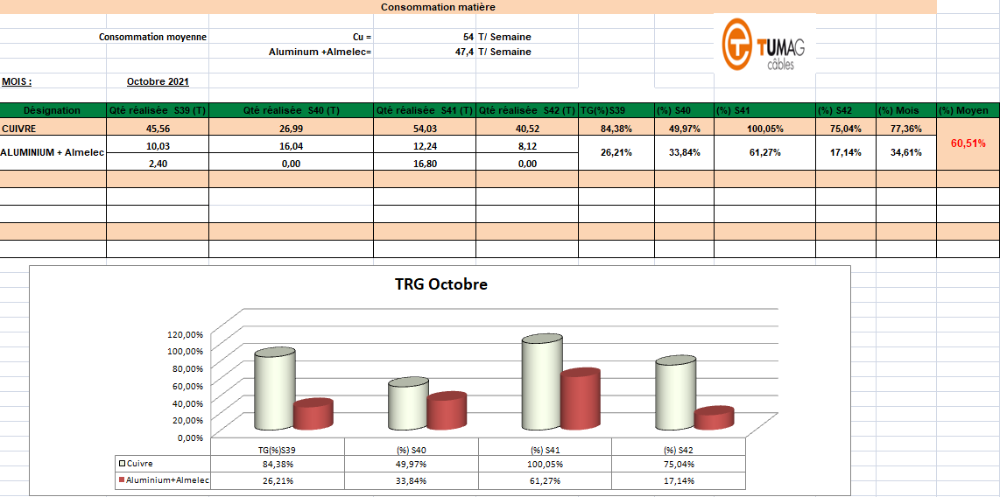 Consommation matière
Consommation moyenne Cu = 54 T/ Semaine
Aluminum +Almelec= 47,4 T/ Semaine
TUMAG
câbles
MOIS : Octobre 2021
Désignation Qté réalisée S39 (T) Qté réalisée S40 (T) Qté réalisée S41 (T) Qté réalisée S42 (T) TG(%)S39 (%) S40 (%) S41 (%) S42 (%) Mois (%) Moyen
CUIVRE 45,56 26,99 54,03 40,52 84,38% 49,97% 100,05% 75,04% 77,36% 60,51%
ALUMINIUM + Almelec 10,03 16,04 12,24 8,12 26,21% 33,84% 61,27% 17,14% 34,61%
2,40 0,00 16,80 0,00
TRG Octobre
120,00%
100,00%
80,00%
60,00%
40,00%
20,00%
0,00%
TG(%)S39 (%) S40 (%) S41 (%) S42
Cuivre 84,38% 49,97% 100,05% 75,04%
Aluminium+Almelec 26,21% 33,84% 61,27% 17,14%